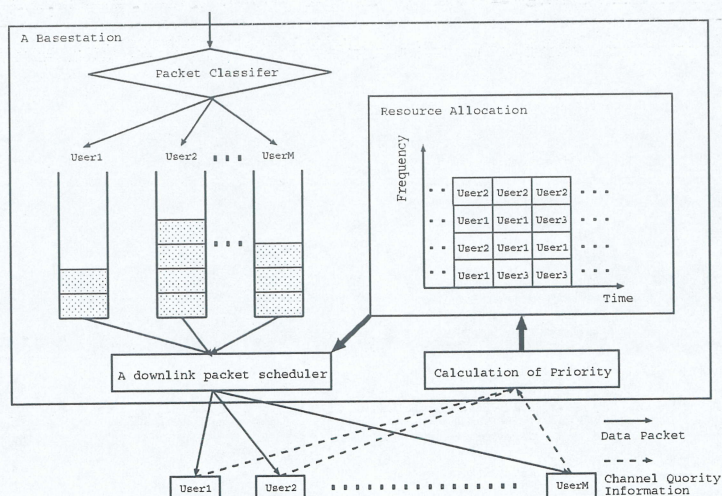 A Basestation
Packet Classifer
User1 User2 UserM
Resource Allocation
Frequency
User2 User2 User2
User1 User1 User3
User2 User1 User1
User1 User3 User3
Time
A downlink packet scheduler
Calculation of Priority
Data Packet
User1 User2 UserM
Channel Quority
Information